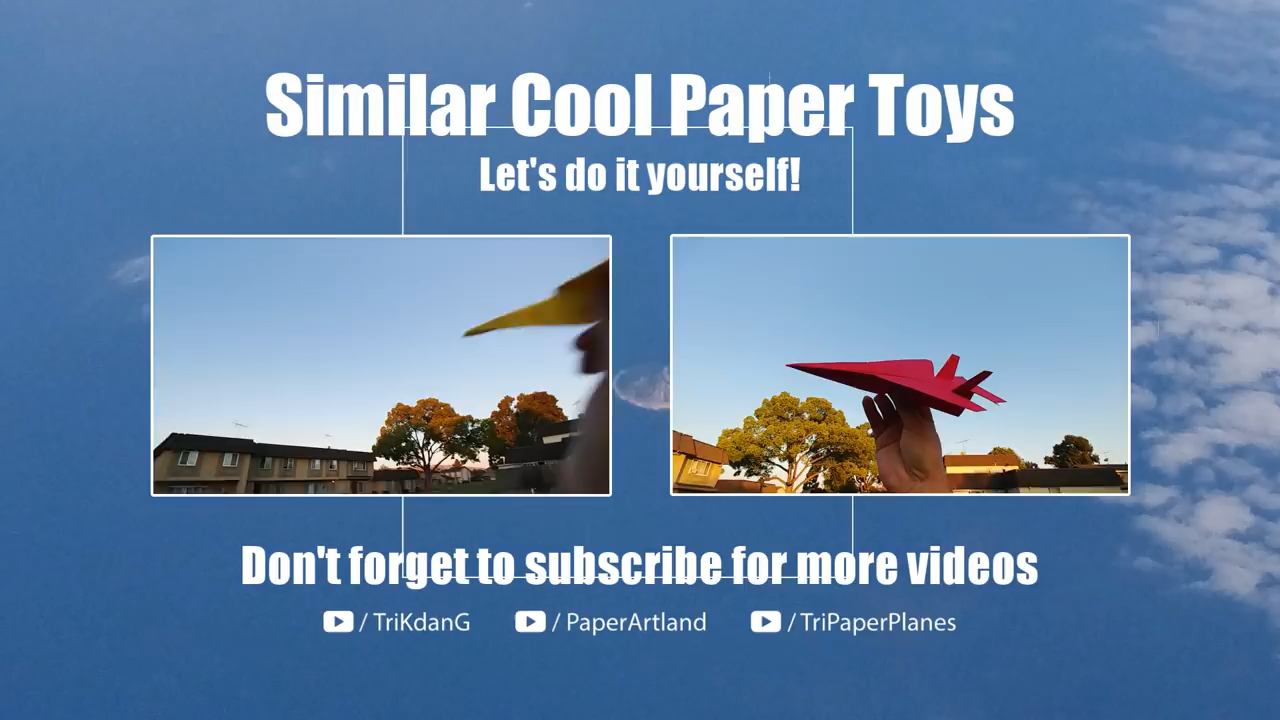 Similar Cool Paper Toys
Let's do it yourself!
Don't forget to subscribe for more videos
/ TriKdanG / PaperArtland / TriPaperPlanes